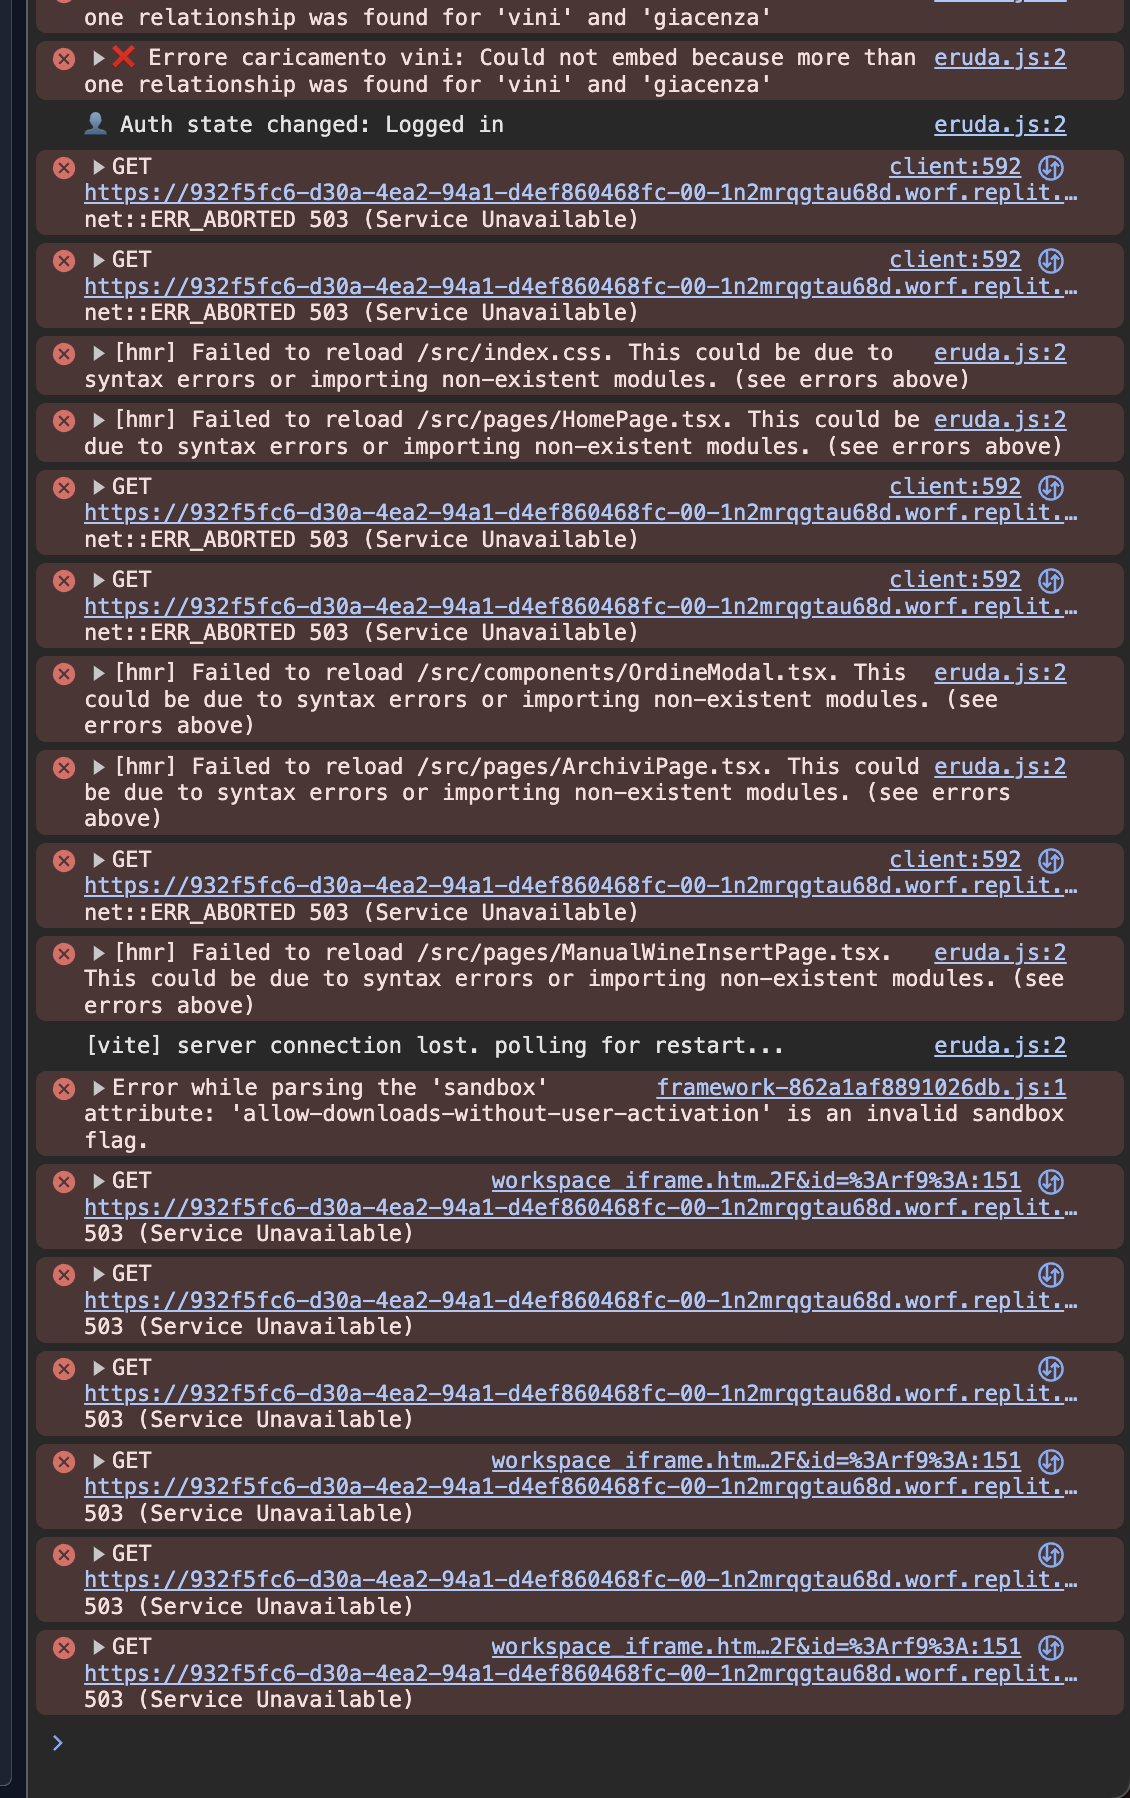 one relationship was found for 'vini' and 'giacenza'
❌ Errore caricamento vini: Could not embed because more than eruda.js:2
one relationship was found for 'vini' and 'giacenza'
👤 Auth state changed: Logged in eruda.js:2
GET client:592
https://932f5fc6-d30a-4ea2-94a1-d4ef860468fc-00-1n2mrqgtau68d.worf.replit.…
net::ERR_ABORTED 503 (Service Unavailable)
GET client:592
https://932f5fc6-d30a-4ea2-94a1-d4ef860468fc-00-1n2mrqgtau68d.worf.replit.…
net::ERR_ABORTED 503 (Service Unavailable)
[hmr] Failed to reload /src/index.css. This could be due to eruda.js:2
syntax errors or importing non-existent modules. (see errors above)
[hmr] Failed to reload /src/pages/HomePage.tsx. This could be eruda.js:2
due to syntax errors or importing non-existent modules. (see errors above)
GET client:592
https://932f5fc6-d30a-4ea2-94a1-d4ef860468fc-00-1n2mrqgtau68d.worf.replit.…
net::ERR_ABORTED 503 (Service Unavailable)
GET client:592
https://932f5fc6-d30a-4ea2-94a1-d4ef860468fc-00-1n2mrqgtau68d.worf.replit.…
net::ERR_ABORTED 503 (Service Unavailable)
[hmr] Failed to reload /src/components/OrdineModal.tsx. This eruda.js:2
could be due to syntax errors or importing non-existent modules. (see
errors above)
[hmr] Failed to reload /src/pages/ArchiviPage.tsx. This could eruda.js:2
be due to syntax errors or importing non-existent modules. (see errors
above)
GET client:592
https://932f5fc6-d30a-4ea2-94a1-d4ef860468fc-00-1n2mrqgtau68d.worf.replit.…
net::ERR_ABORTED 503 (Service Unavailable)
[hmr] Failed to reload /src/pages/ManualWineInsertPage.tsx. eruda.js:2
This could be due to syntax errors or importing non-existent modules. (see
errors above)
[vite] server connection lost. polling for restart... eruda.js:2
Error while parsing the 'sandbox' framework-862a1af8891026db.js:1
attribute: 'allow-downloads-without-user-activation' is an invalid sandbox
flag.
GET workspace_iframe.htm…2F&id=%3Arf9%3A:151
https://932f5fc6-d30a-4ea2-94a1-d4ef860468fc-00-1n2mrqgtau68d.worf.replit.…
503 (Service Unavailable)
GET
https://932f5fc6-d30a-4ea2-94a1-d4ef860468fc-00-1n2mrqgtau68d.worf.replit.…
503 (Service Unavailable)
GET
https://932f5fc6-d30a-4ea2-94a1-d4ef860468fc-00-1n2mrqgtau68d.worf.replit.…
503 (Service Unavailable)
GET workspace_iframe.htm…2F&id=%3Arf9%3A:151
https://932f5fc6-d30a-4ea2-94a1-d4ef860468fc-00-1n2mrqgtau68d.worf.replit.…
503 (Service Unavailable)
GET
https://932f5fc6-d30a-4ea2-94a1-d4ef860468fc-00-1n2mrqgtau68d.worf.replit.…
503 (Service Unavailable)
GET workspace_iframe.htm…2F&id=%3Arf9%3A:151
https://932f5fc6-d30a-4ea2-94a1-d4ef860468fc-00-1n2mrqgtau68d.worf.replit.…
503 (Service Unavailable)